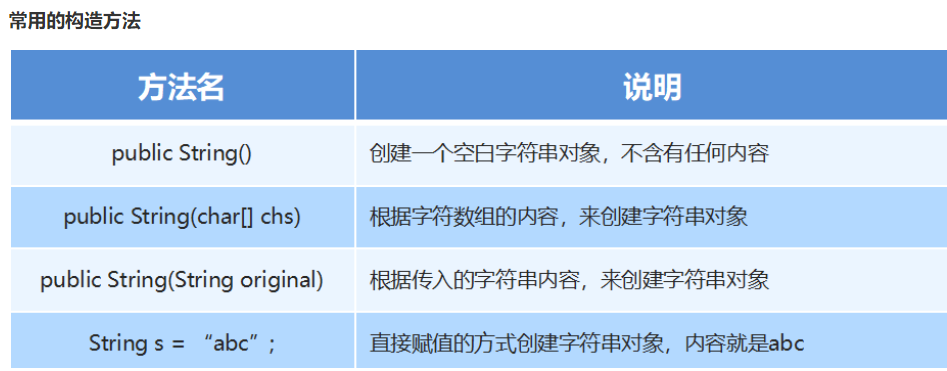 常用的构造方法
方法名 说明
public String() 创建一个空白字符串对象，不含有任何内容
public String(char[] chs) 根据字符数组的内容，来创建字符串对象
public String(String original) 根据传入的字符串内容，来创建字符串对象
String s = “abc”; 直接赋值的方式创建字符串对象，内容就是abc